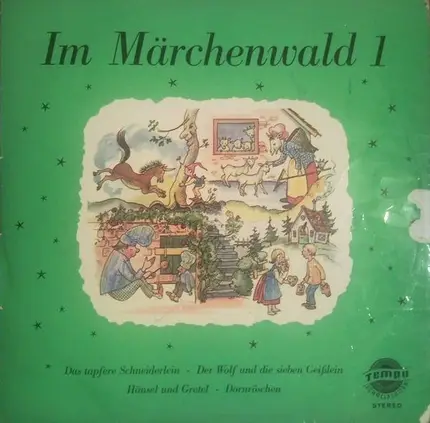 Im Märchenwald 1
Das tapfere Schneiderlein - Der Wolf und die sieben Geißlein
Hänsel und Gretel - Dornröschen
Tempo
STEREO